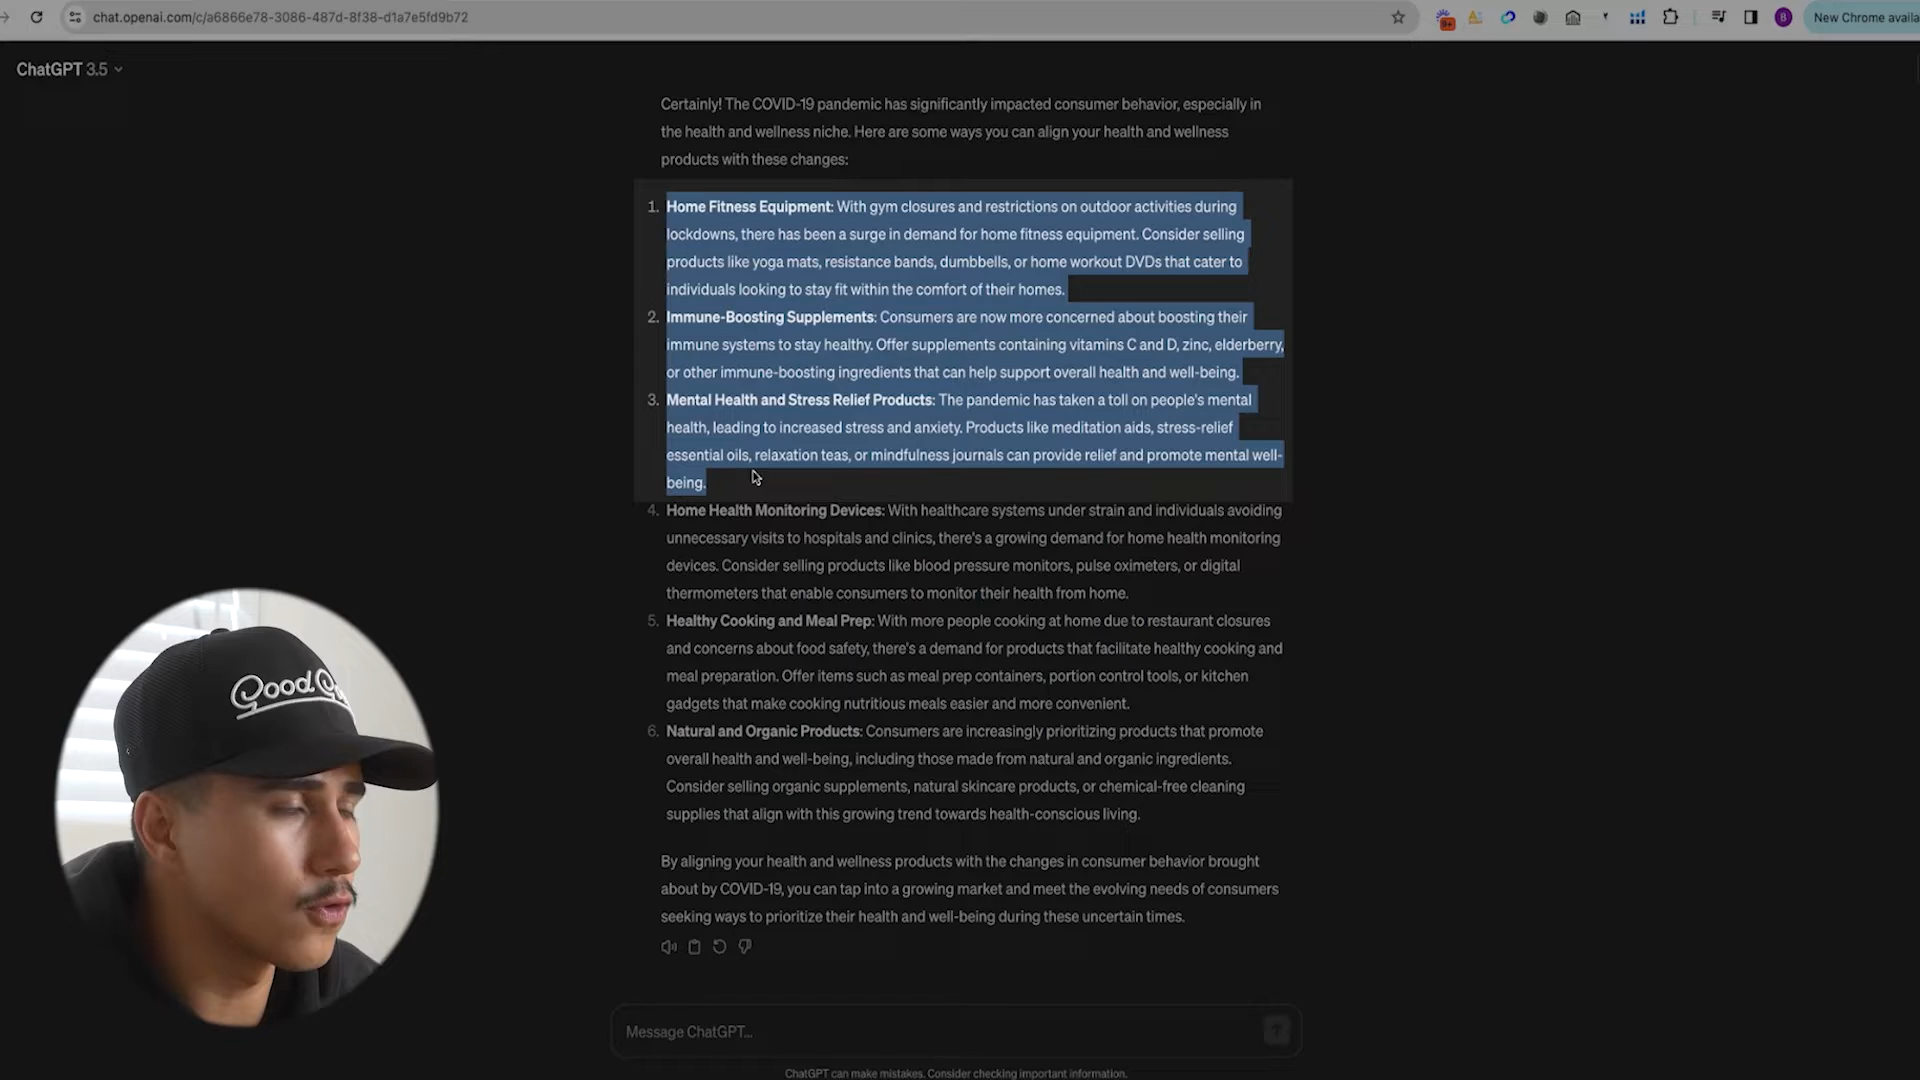 chat.openai.com/c/a6866e78-3086-487d-8f38-d1a7e5fd9b72
9+
B
New Chrome availa
ChatGPT 3.5
Certainly! The COVID-19 pandemic has significantly impacted consumer behavior, especially in
the health and wellness niche. Here are some ways you can align your health and wellness
products with these changes:
1. Home Fitness Equipment: With gym closures and restrictions on outdoor activities during
lockdowns, there has been a surge in demand for home fitness equipment. Consider selling
products like yoga mats, resistance bands, dumbbells, or home workout DVDs that cater to
individuals looking to stay fit within the comfort of their homes.
2. Immune-Boosting Supplements: Consumers are now more concerned about boosting their
immune systems to stay healthy. Offer supplements containing vitamins C and D, zinc, elderberry,
or other immune-boosting ingredients that can help support overall health and well-being.
3. Mental Health and Stress Relief Products: The pandemic has taken a toll on people's mental
health, leading to increased stress and anxiety. Products like meditation aids, stress-relief
essential oils, relaxation teas, or mindfulness journals can provide relief and promote mental well-
being.
4. Home Health Monitoring Devices: With healthcare systems under strain and individuals avoiding
unnecessary visits to hospitals and clinics, there's a growing demand for home health monitoring
devices. Consider selling products like blood pressure monitors, pulse oximeters, or digital
thermometers that enable consumers to monitor their health from home.
5. Healthy Cooking and Meal Prep: With more people cooking at home due to restaurant closures
and concerns about food safety, there's a demand for products that facilitate healthy cooking and
meal preparation. Offer items such as meal prep containers, portion control tools, or kitchen
gadgets that make cooking nutritious meals easier and more convenient.
6. Natural and Organic Products: Consumers are increasingly prioritizing products that promote
overall health and well-being, including those made from natural and organic ingredients.
Consider selling organic supplements, natural skincare products, or chemical-free cleaning
supplies that align with this growing trend towards health-conscious living.
By aligning your health and wellness products with the changes in consumer behavior brought
about by COVID-19, you can tap into a growing market and meet the evolving needs of consumers
seeking ways to prioritize their health and well-being during these uncertain times.
Good
Message ChatGPT...
ChatGPT can make mistakes. Consider checking important information.